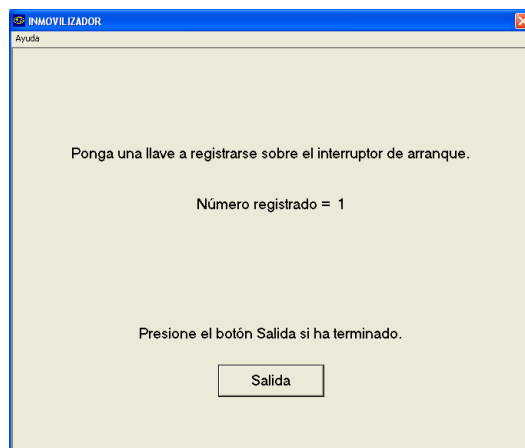 INMOVILIZADOR
Ayuda
Ponga una llave a registrarse sobre el interruptor de arranque.
Número registrado = 1
Presione el botón Salida si ha terminado.
Salida